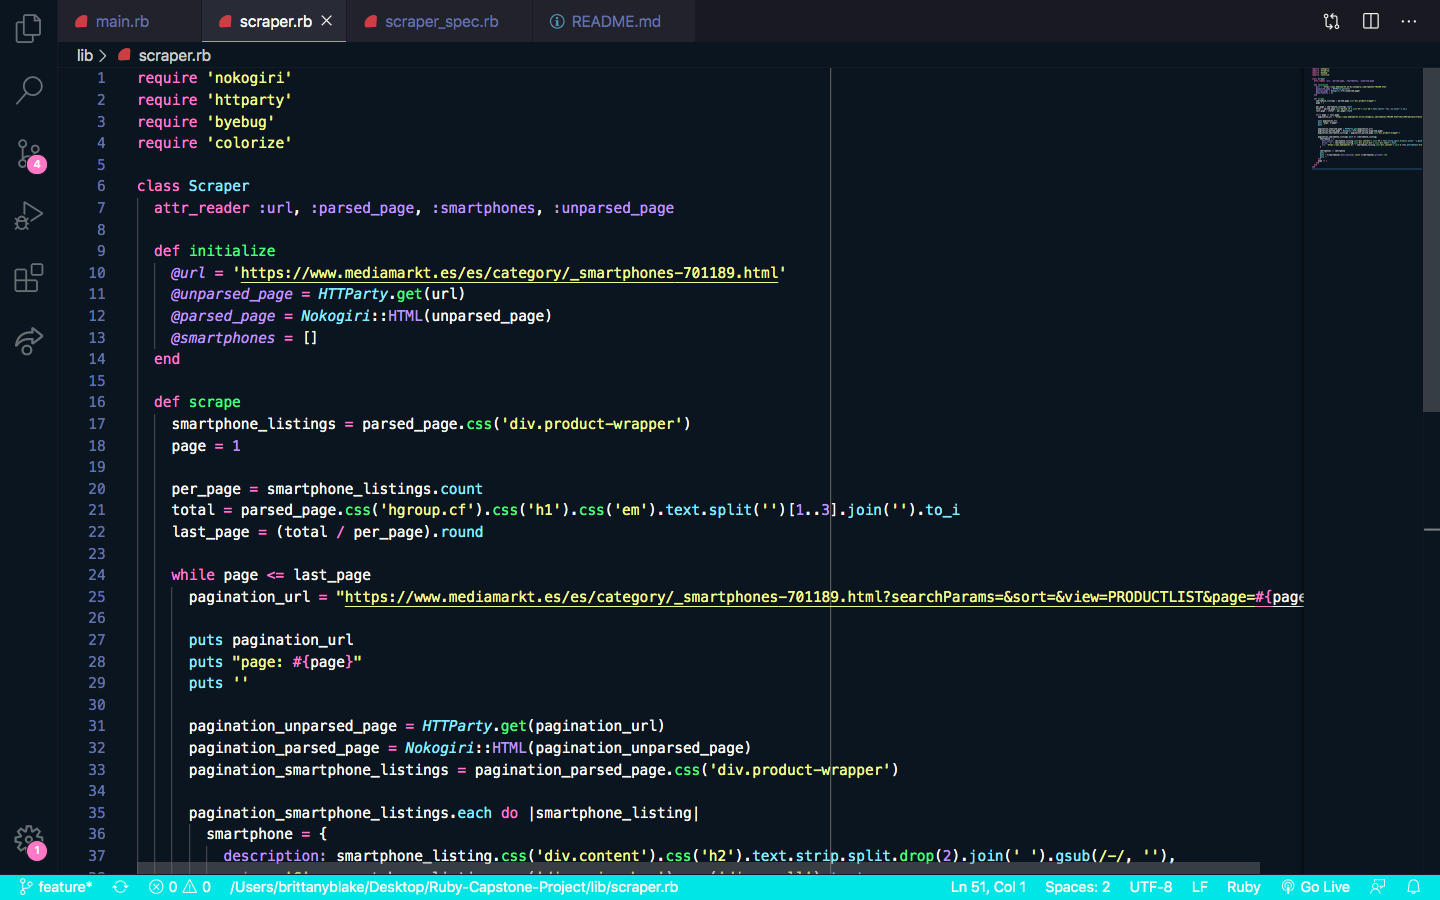 main.rb
scraper.rb
scraper_spec.rb
README.md
lib > scraper.rb
1 require 'nokogiri'
2 require 'httparty'
3 require 'byebug'
4 require 'colorize'
5
6 class Scraper
7 attr_reader :url, :parsed_page, :smartphones, :unparsed_page
8
9 def initialize
10 @url = 'https://www.mediamarkt.es/es/category/_smartphones-701189.html'
11 @unparsed_page = HTTParty.get(url)
12 @parsed_page = Nokogiri::HTML(unparsed_page)
13 @smartphones = []
14 end
15
16 def scrape
17 smartphone_listings = parsed_page.css('div.product-wrapper')
18 page = 1
19
20 per_page = smartphone_listings.count
21 total = parsed_page.css('hgroup.cf').css('h1').css('em').text.split('')[1..3].join('').to_i
22 last_page = (total / per_page).round
23
24 while page <= last_page
25 pagination_url = "https://www.mediamarkt.es/es/category/_smartphones-701189.html?searchParams=&sort=&view=PRODUCTLIST&page=#{page
26
27 puts pagination_url
28 puts "page: #{page}"
29 puts ''
30
31 pagination_unparsed_page = HTTParty.get(pagination_url)
32 pagination_parsed_page = Nokogiri::HTML(pagination_unparsed_page)
33 pagination_smartphone_listings = pagination_parsed_page.css('div.product-wrapper')
34
35 pagination_smartphone_listings.each do |smartphone_listing|
36 smartphone = {
37 description: smartphone_listing.css('div.content').css('h2').text.strip.split.drop(2).join(' ').gsub(/-/, ''),
4
1
feature* 0 0 /Users/brittanyblake/Desktop/Ruby-Capstone-Project/lib/scraper.rb Ln 51, Col 1 Spaces: 2 UTF-8 LF Ruby Go Live